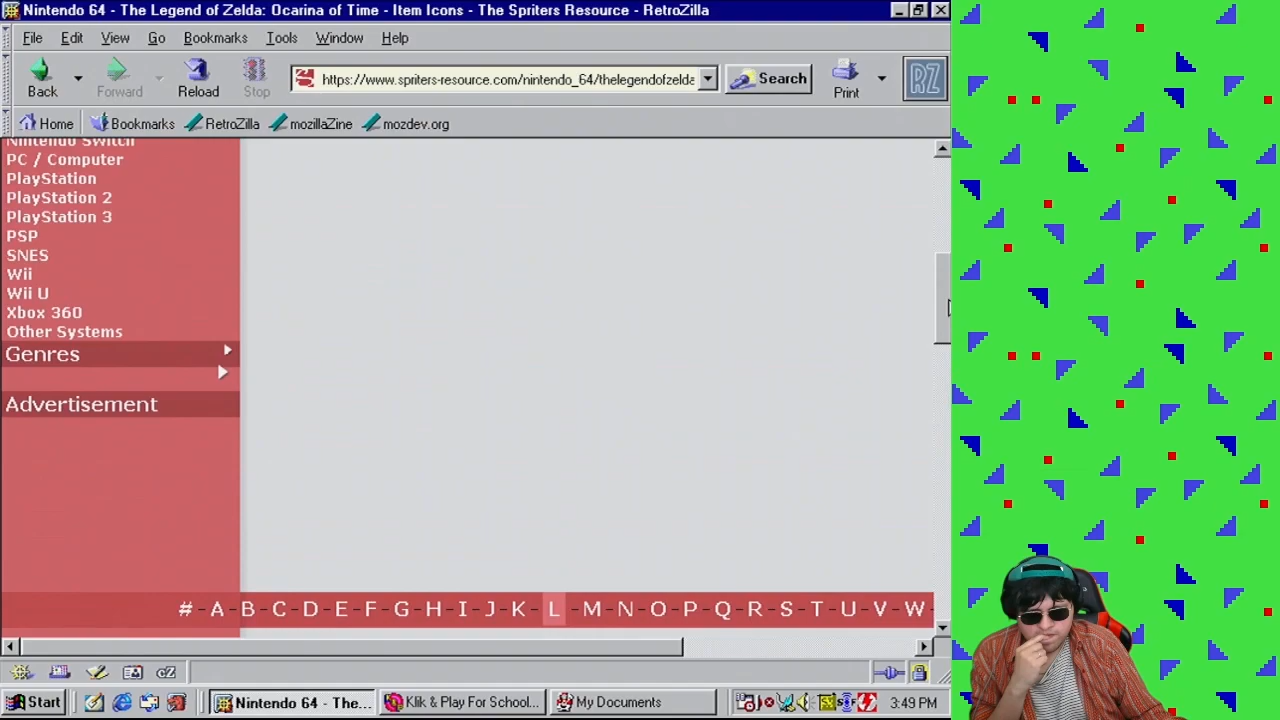 Nintendo 64 - The Legend of Zelda: Ocarina of Time - Item Icons - The Spriters Resource - RetroZilla
File Edit View Go Bookmarks Tools Window Help
Back Forward Reload Stop https://www.spriters-resource.com/nintendo_64/thelegendofzelda Search Print RZ
Home Bookmarks RetroZilla mozillaZine mozdev.org
Nintendo Switch
PC / Computer
PlayStation
PlayStation 2
PlayStation 3
PSP
SNES
Wii
Wii U
Xbox 360
Other Systems
Genres
Advertisement
# - A - B - C - D - E - F - G - H - I - J - K - L - M - N - O - P - Q - R - S - T - U - V - W -
Start Nintendo 64 - The... Klik & Play For School... My Documents 3:49 PM